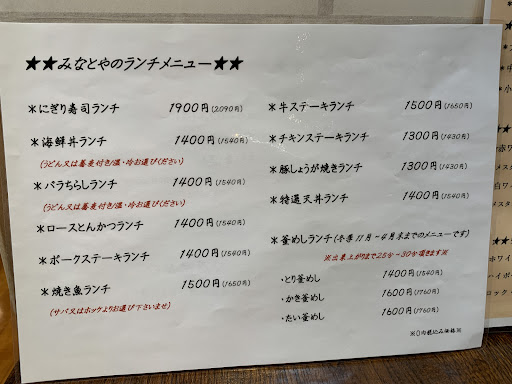 ★★みなとやのランチメニュー★★
＊にぎり寿司ランチ 1900円(2090円)
＊海鮮丼ランチ 1400円(1540円)
(うどん又は蕎麦付き/温・冷お選びください)
＊バラちらしランチ 1400円(1540円)
(うどん又は蕎麦付き/温・冷お選びください)
＊ロースとんかつランチ 1400円(1540円)
＊ポークステーキランチ 1400円(1540円)
＊焼き魚ランチ 1500円(1650円)
(サバ又はホッケよりお選び下さいませ)
＊牛ステーキランチ 1500円(1650円)
＊チキンステーキランチ 1300円(1430円)
＊豚しょうが焼きランチ 1300円(1430円)
＊特選天丼ランチ 1400円(1540円)
＊釜めしランチ(冬季11月～4月末までのメニューです)
※出来上がりまで25分～30分頂きます※
・とり釜めし 1400円(1540円)
・かき釜めし 1600円(1760円)
・たい釜めし 1600円(1760円)
※()内税込み価格※